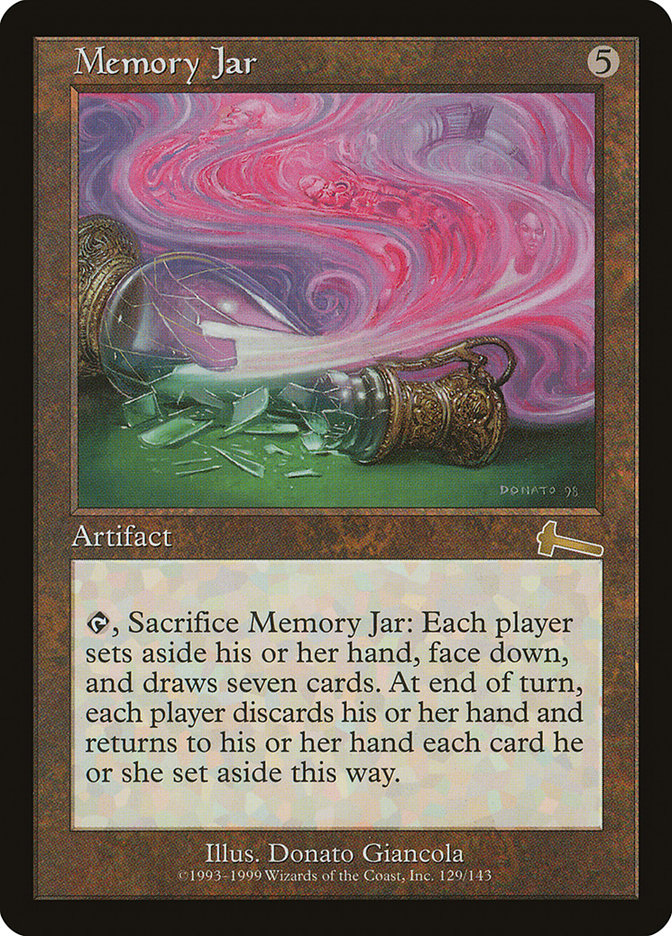 Memory Jar 5
DONATO 98
Artifact
, Sacrifice Memory Jar: Each player
sets aside his or her hand, face down,
and draws seven cards. At end of turn,
each player discards his or her hand and
returns to his or her hand each card he
or she set aside this way.
Illus. Donato Giancola
©1993-1999 Wizards of the Coast, Inc. 129/143